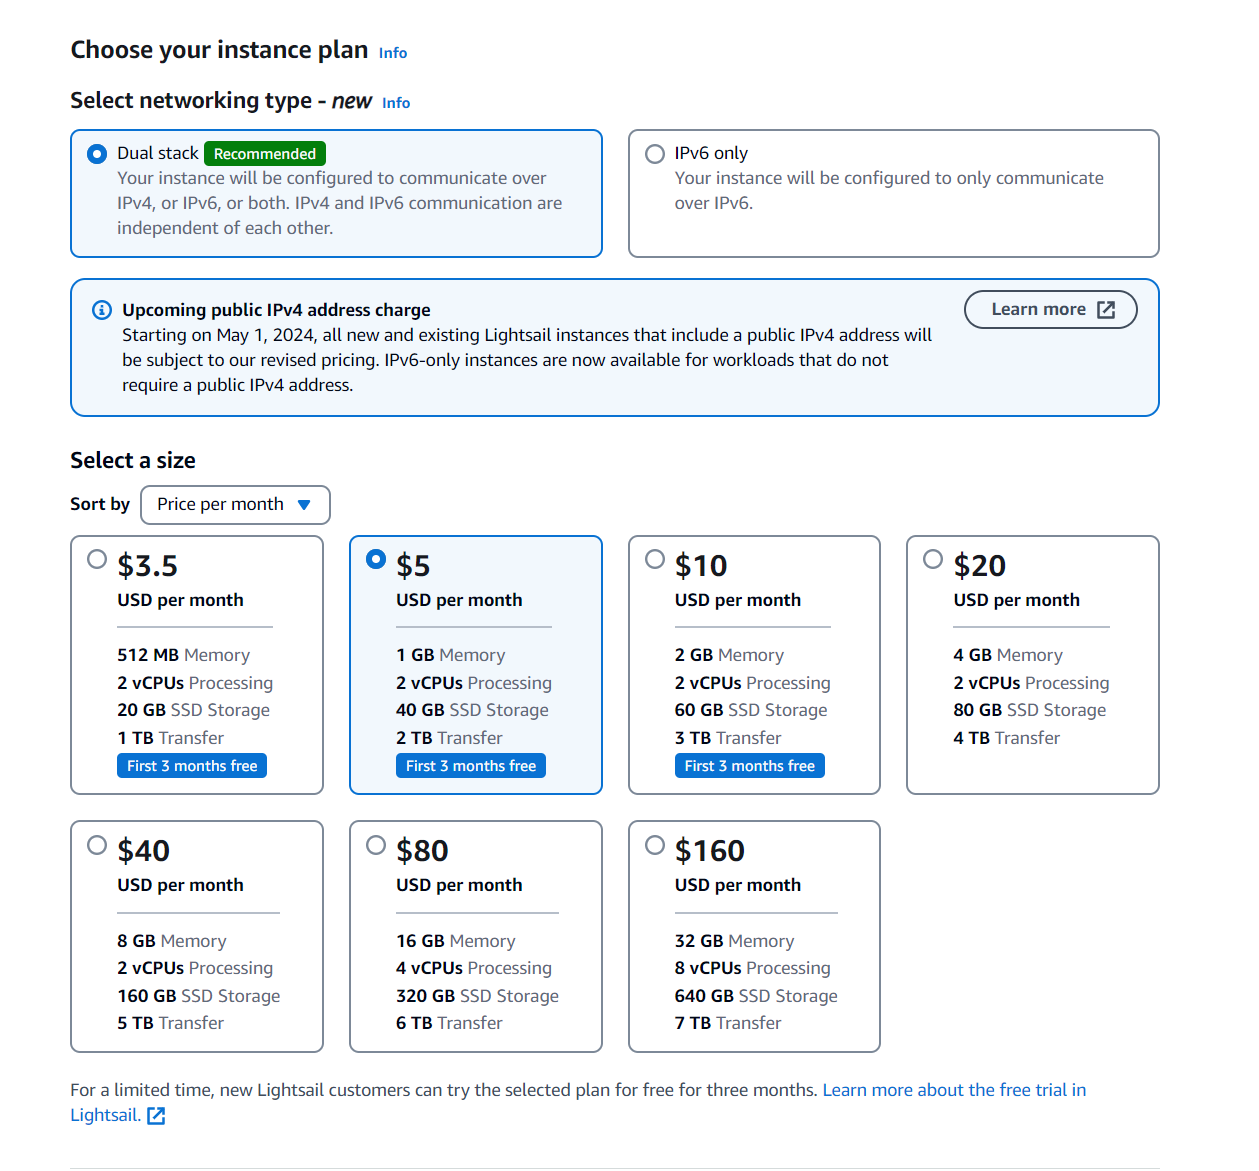 Choose your instance plan Info
Select networking type - new Info
Dual stack Recommended
Your instance will be configured to communicate over
IPv4, or IPv6, or both. IPv4 and IPv6 communication are
independent of each other.
IPv6 only
Your instance will be configured to only communicate
over IPv6.
Upcoming public IPv4 address charge
Starting on May 1, 2024, all new and existing Lightsail instances that include a public IPv4 address will
be subject to our revised pricing. IPv6-only instances are now available for workloads that do not
require a public IPv4 address.
Learn more
Select a size
Sort by Price per month
$3.5
USD per month
512 MB Memory
2 vCPUs Processing
20 GB SSD Storage
1 TB Transfer
First 3 months free
$5
USD per month
1 GB Memory
2 vCPUs Processing
40 GB SSD Storage
2 TB Transfer
First 3 months free
$10
USD per month
2 GB Memory
2 vCPUs Processing
60 GB SSD Storage
3 TB Transfer
First 3 months free
$20
USD per month
4 GB Memory
2 vCPUs Processing
80 GB SSD Storage
4 TB Transfer
$40
USD per month
8 GB Memory
2 vCPUs Processing
160 GB SSD Storage
5 TB Transfer
$80
USD per month
16 GB Memory
4 vCPUs Processing
320 GB SSD Storage
6 TB Transfer
$160
USD per month
32 GB Memory
8 vCPUs Processing
640 GB SSD Storage
7 TB Transfer
For a limited time, new Lightsail customers can try the selected plan for free for three months. Learn more about the free trial in
Lightsail.